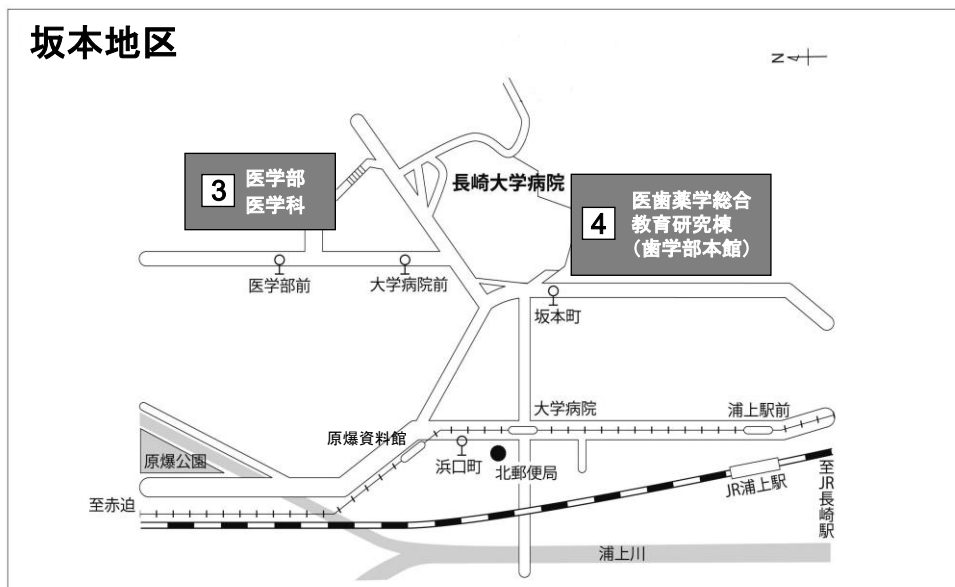 坂本地区
N
3
医学部
医学科
長崎大学病院
4
医歯薬学総合
教育研究棟
(歯学部本館)
医学部前
大学病院前
坂本町
大学病院
浦上駅前
原爆資料館
浜口町
北郵便局
原爆公園
JR浦上駅
至赤迫
至JR長崎駅
浦上川